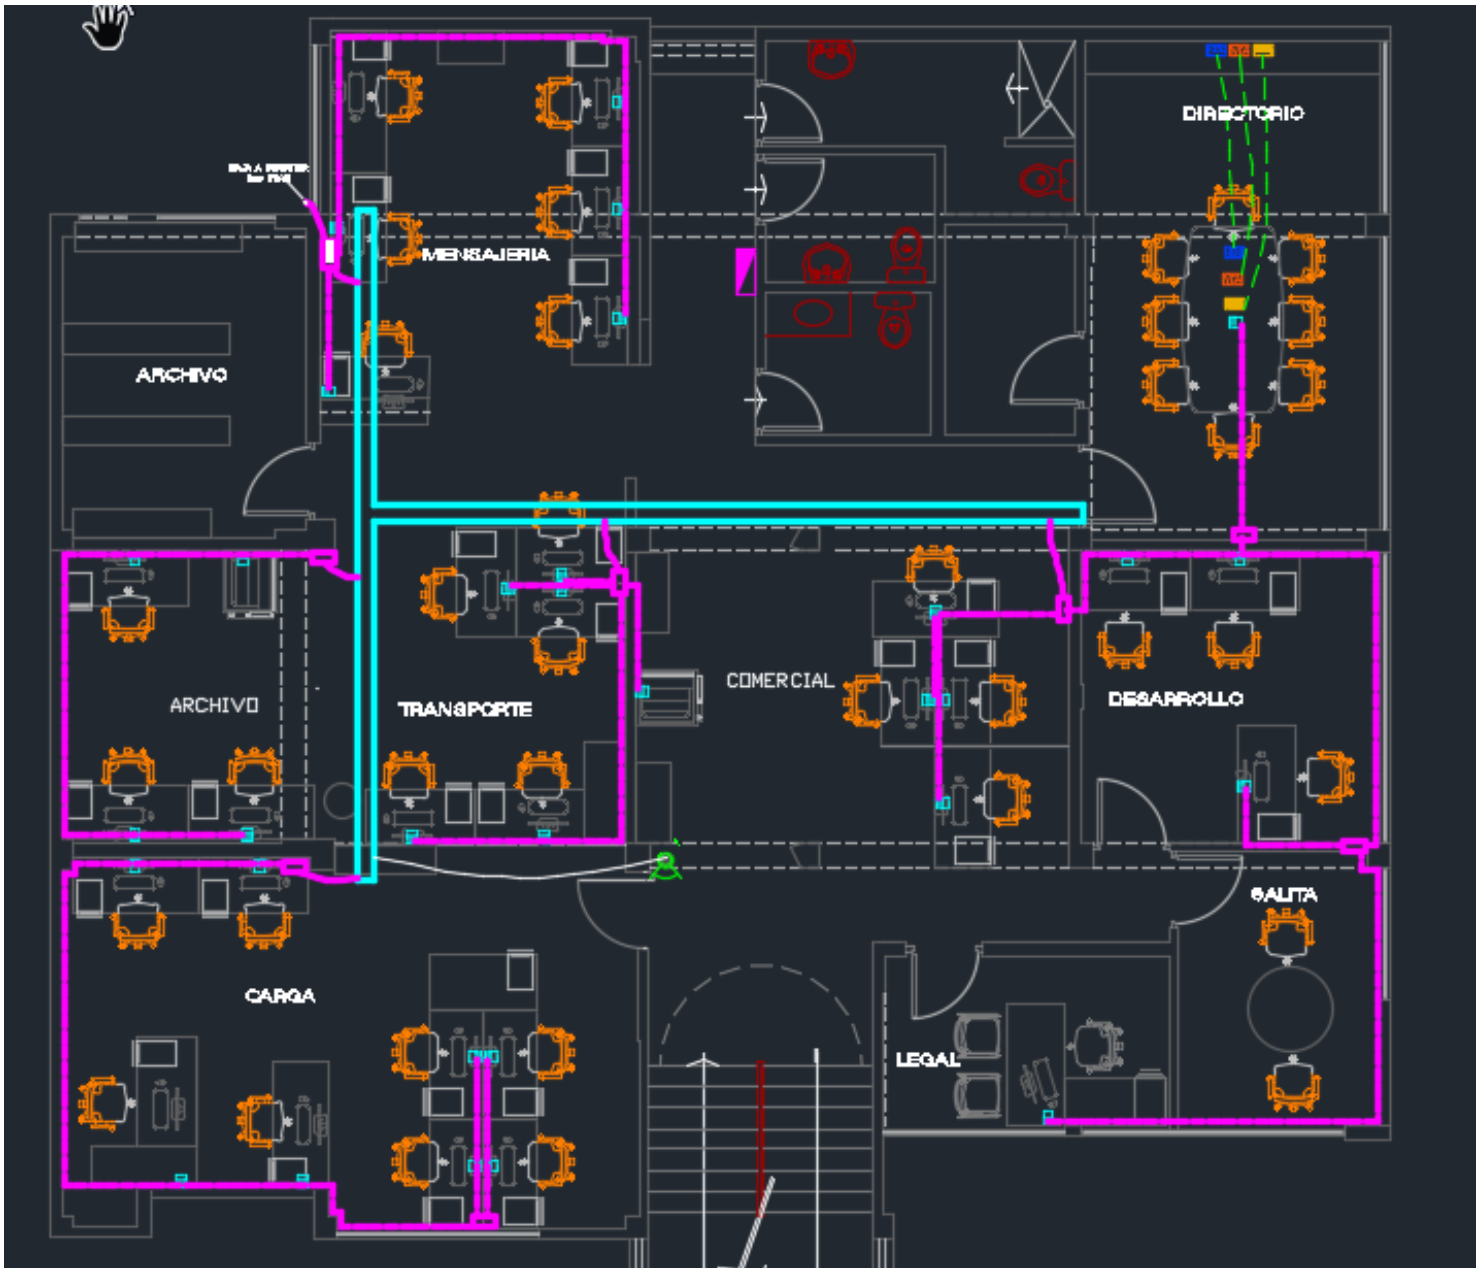 DIRECTORIO
MENSAJERIA
ARCHIVO
COMERCIAL
ARCHIVO
TRANSPORTE
DESARROLLO
SALITA
CARGA
LEGAL